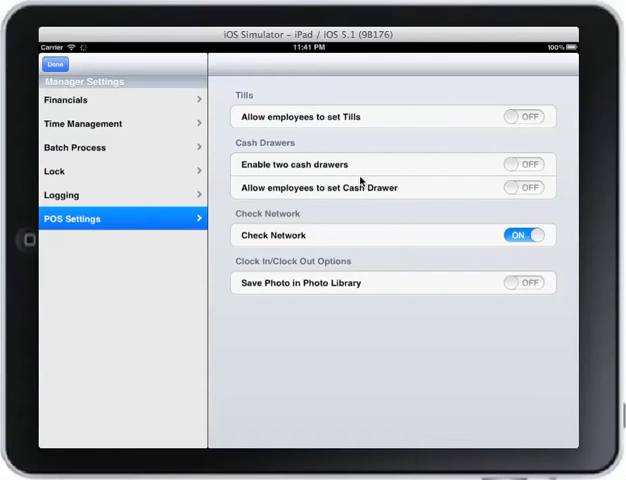 iOS Simulator - iPad / iOS 5.1 (9B176)
Carrier 11:41 PM 100%
Done
Manager Settings
Financials
Time Management
Batch Process
Lock
Logging
POS Settings
Tills
Allow employees to set Tills OFF
Cash Drawers
Enable two cash drawers OFF
Allow employees to set Cash Drawer OFF
Check Network
Check Network ON
Clock In/Clock Out Options
Save Photo in Photo Library OFF